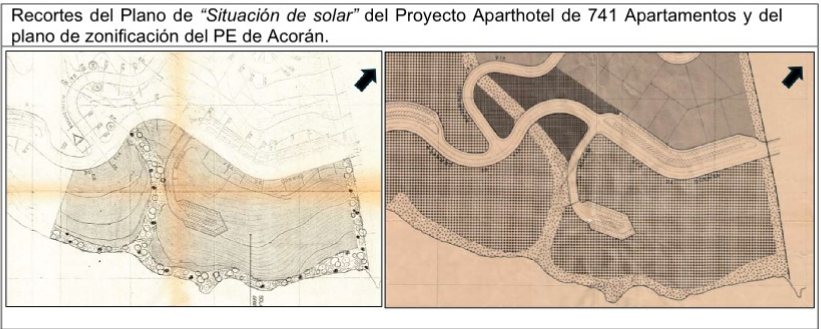 Recortes del Plano de “Situación de solar” del Proyecto Aparthotel de 741 Apartamentos y del
plano de zonificación del PE de Acorán.